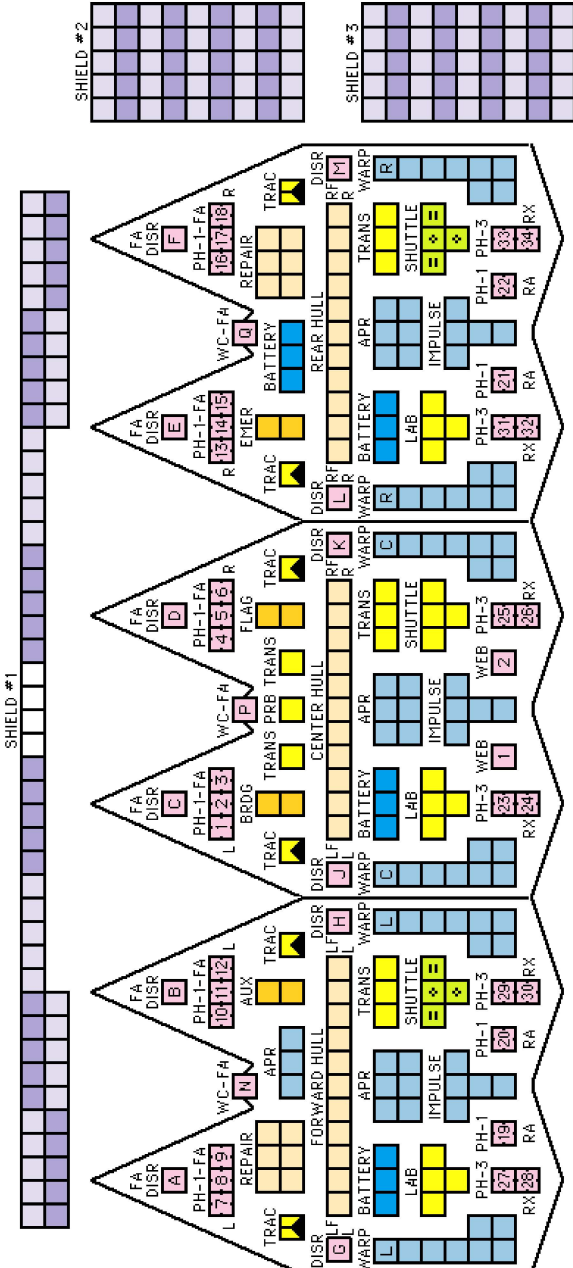 SHIELD #1
SHIELD #2
SHIELD #3
FA DISR
A
FA DISR
B
FA DISR
C
FA DISR
D
FA DISR
E
FA DISR
F
L PH-1-FA
7 8 9
WC-FA
N
PH-1-FA L
10 11 12
L PH-1-FA
1 2 3
WC-FA
P
PH-1-FA R
4 5 6
R PH-1-FA
13 14 15
WC-FA
Q
PH-1-FA R
16 17 18
REPAIR
APR
AUX
BRDG
TRANS
PRB
TRANS
FLAG
EMER
BATTERY
REPAIR
TRAC
TRAC
TRAC
TRAC
TRAC
TRAC
DISR
G
LF
L
FORWARD HULL
LF
L
DISR
H
DISR
J
LF
L
CENTER HULL
RF
R
DISR
K
DISR
L
RF
R
REAR HULL
RF
R
DISR
M
WARP
L
BATTERY
APR
TRANS
WARP
L
WARP
C
BATTERY
APR
TRANS
WARP
C
WARP
R
BATTERY
APR
TRANS
WARP
R
LAB
IMPULSE
SHUTTLE
= =
LAB
IMPULSE
SHUTTLE
LAB
IMPULSE
SHUTTLE
= =
PH-3
27
28
RX
PH-1
19
RA
PH-1
20
RA
PH-3
29
30
RX
PH-3
23
24
RX
WEB
1
WEB
2
PH-3
25
26
RX
PH-3
31
32
RX
PH-1
21
RA
PH-1
22
RA
PH-3
33
34
RX